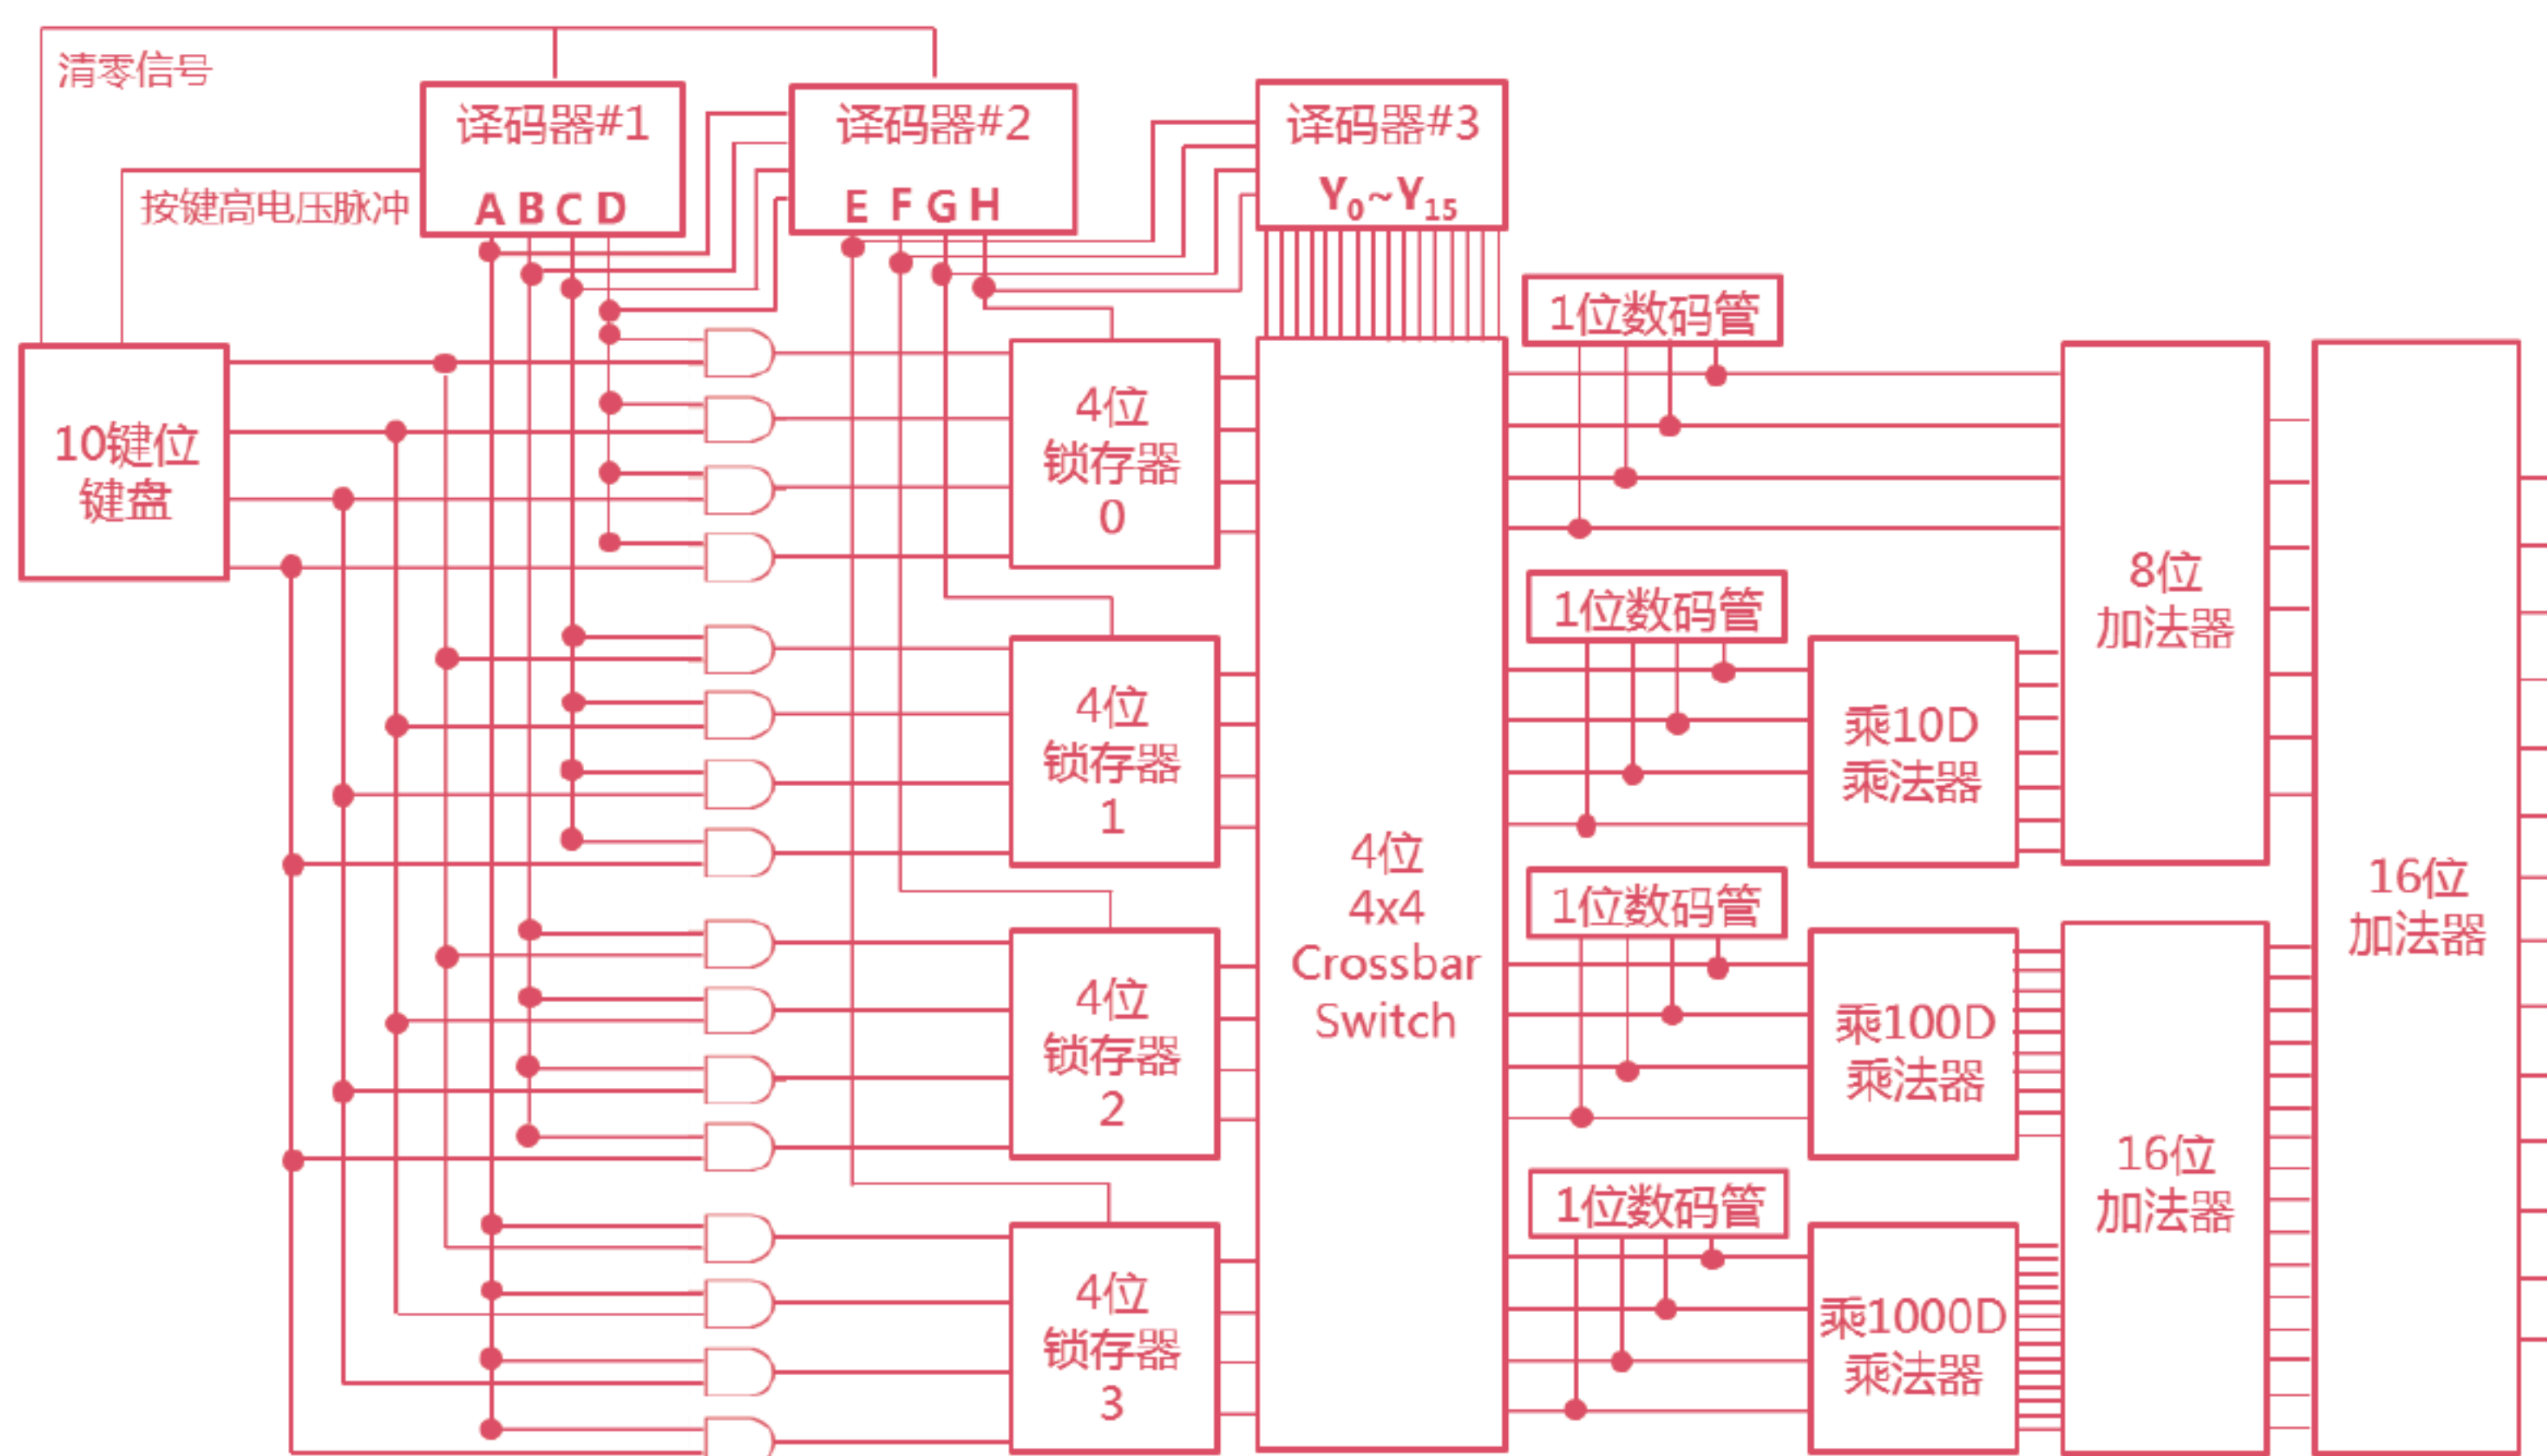 清零信号
译码器#1
译码器#2
译码器#3
按键高电压脉冲
A B C D
E F G H
Y0~Y15
1位数码管
10键位
键盘
4位
锁存器
0
1位数码管
8位
加法器
4位
锁存器
1
乘10D
乘法器
4位
4x4
Crossbar
Switch
1位数码管
16位
加法器
4位
锁存器
2
乘100D
乘法器
16位
加法器
1位数码管
4位
锁存器
3
乘1000D
乘法器